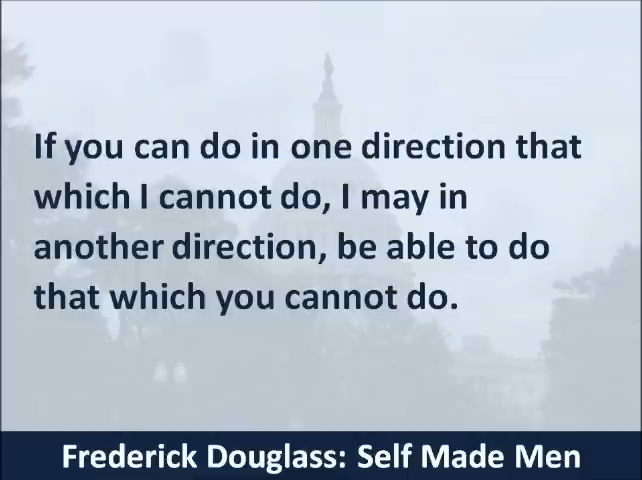 If you can do in one direction that
which I cannot do, I may in
another direction, be able to do
that which you cannot do.
Frederick Douglass: Self Made Men